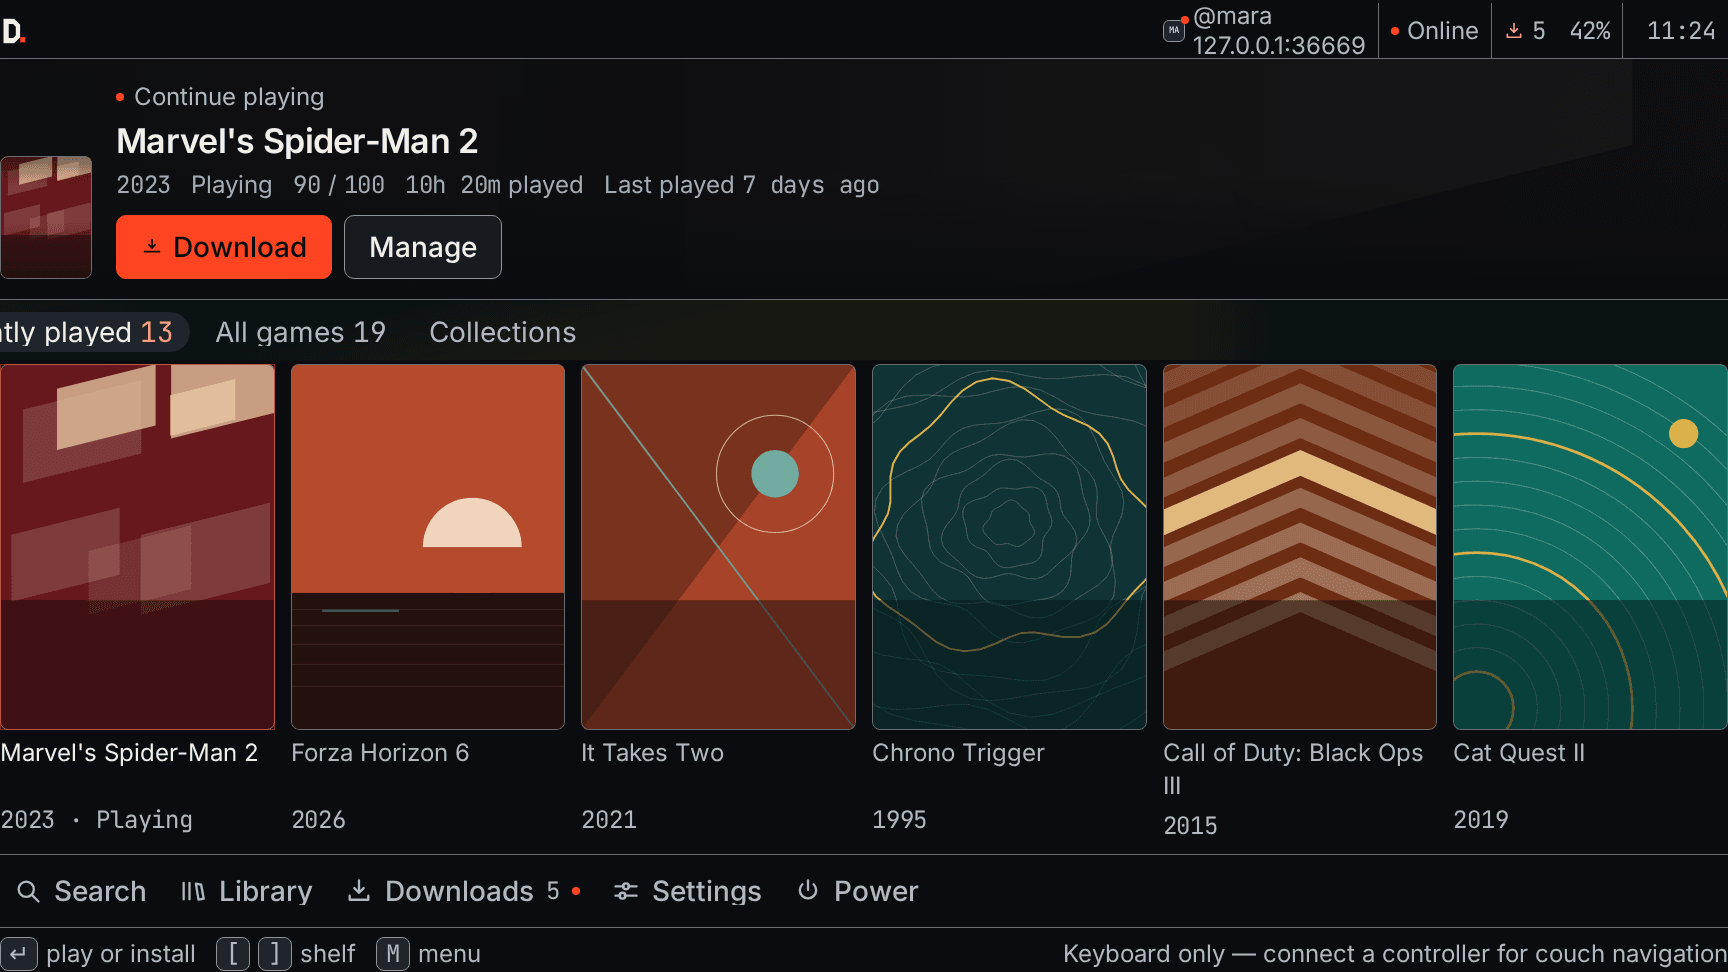 D.
MA
@mara
127.0.0.1:36669
Online
5
42%
11:24
Continue playing
Marvel's Spider-Man 2
2023 Playing 90 / 100 10h 20m played Last played 7 days ago
Download
Manage
tly played 13
All games 19
Collections
Marvel's Spider-Man 2
2023 · Playing
Forza Horizon 6
2026
It Takes Two
2021
Chrono Trigger
1995
Call of Duty: Black Ops
III
2015
Cat Quest II
2019
Search
Library
Downloads 5
Settings
Power
↵ play or install
[ ] shelf
M menu
Keyboard only — connect a controller for couch navigation